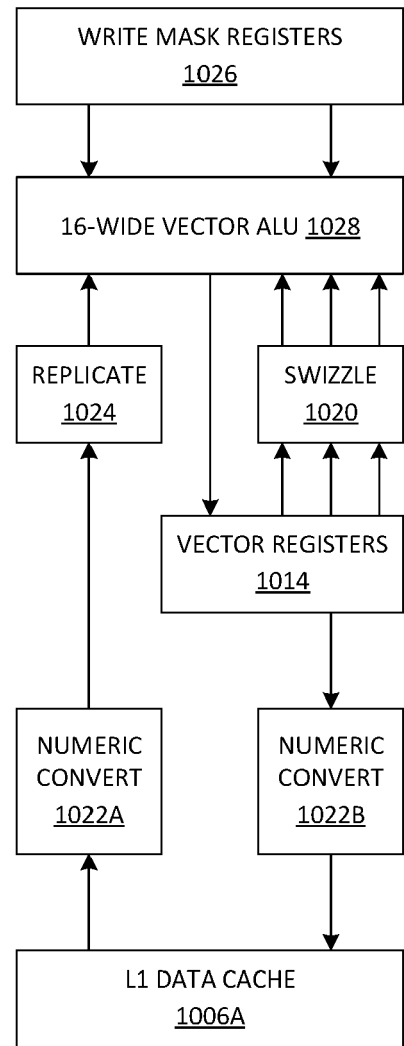 WRITE MASK REGISTERS
1026
16-WIDE VECTOR ALU 1028
REPLICATE
1024
SWIZZLE
1020
VECTOR REGISTERS
1014
NUMERIC
CONVERT
1022A
NUMERIC
CONVERT
1022B
L1 DATA CACHE
1006A